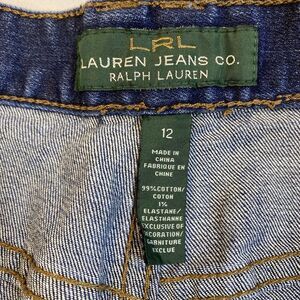 LRL
LAUREN JEANS CO.
RALPH LAUREN
12
MADE IN
CHINA
FABRIQUE EN
CHINE
99% COTTON/
COTON
1%
ELASTANE/
ELASTHANNE
EXCLUSIVE OF
DECORATION/
GARNITURE
EXCLUE